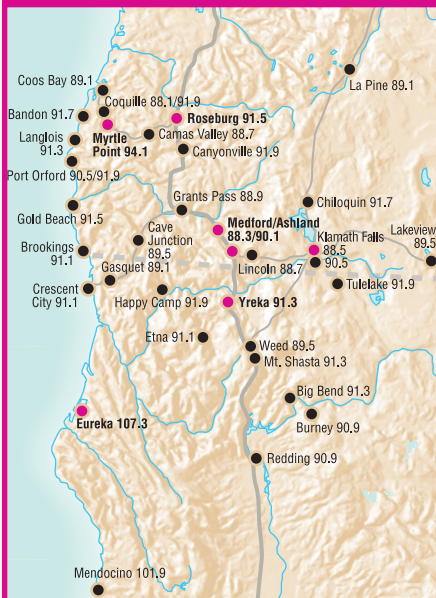 La Pine 89.1
Coos Bay 89.1
Coquille 88.1/91.9
Bandon 91.7
Roseburg 91.5
Langlois
91.3
Myrtle
Point 94.1
Camas Valley 88.7
Canyonville 91.9
Port Orford 90.5/91.9
Grants Pass 88.9
Chiloquin 91.7
Gold Beach 91.5
Cave
Junction
89.5
Medford/Ashland
88.3/90.1
Klamath Falls
88.5
90.5
Lakeview
89.5
Brookings
91.1
Gasquet 89.1
Lincoln 88.7
Crescent
City 91.1
Happy Camp 91.9
Yreka 91.3
Tulelake 91.9
Etna 91.1
Weed 89.5
Mt. Shasta 91.3
Big Bend 91.3
Burney 90.9
Eureka 107.3
Redding 90.9
Mendocino 101.9